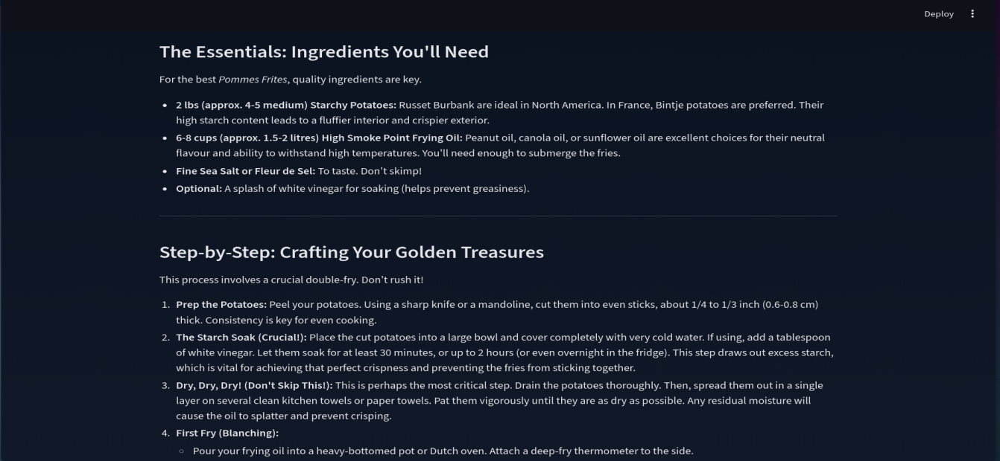 Deploy
The Essentials: Ingredients You'll Need
For the best Pommes Frites, quality ingredients are key.
• 2 lbs (approx. 4-5 medium) Starchy Potatoes: Russet Burbank are ideal in North America. In France, Bintje potatoes are preferred. Their
high starch content leads to a fluffier interior and crispier exterior.
• 6-8 cups (approx. 1.5-2 litres) High Smoke Point Frying Oil: Peanut oil, canola oil, or sunflower oil are excellent choices for their neutral
flavour and ability to withstand high temperatures. You'll need enough to submerge the fries.
• Fine Sea Salt or Fleur de Sel: To taste. Don't skimp!
• Optional: A splash of white vinegar for soaking (helps prevent greasiness).
Step-by-Step: Crafting Your Golden Treasures
This process involves a crucial double-fry. Don't rush it!
1. Prep the Potatoes: Peel your potatoes. Using a sharp knife or a mandoline, cut them into even sticks, about 1/4 to 1/3 inch (0.6-0.8 cm)
thick. Consistency is key for even cooking.
2. The Starch Soak (Crucial!): Place the cut potatoes into a large bowl and cover completely with very cold water. If using, add a tablespoon
of white vinegar. Let them soak for at least 30 minutes, or up to 2 hours (or even overnight in the fridge). This step draws out excess starch,
which is vital for achieving that perfect crispness and preventing the fries from sticking together.
3. Dry, Dry, Dry! (Don't Skip This!): This is perhaps the most critical step. Drain the potatoes thoroughly. Then, spread them out in a single
layer on several clean kitchen towels or paper towels. Pat them vigorously until they are as dry as possible. Any residual moisture will
cause the oil to splatter and prevent crisping.
4. First Fry (Blanching):
○ Pour your frying oil into a heavy-bottomed pot or Dutch oven. Attach a deep-fry thermometer to the side.